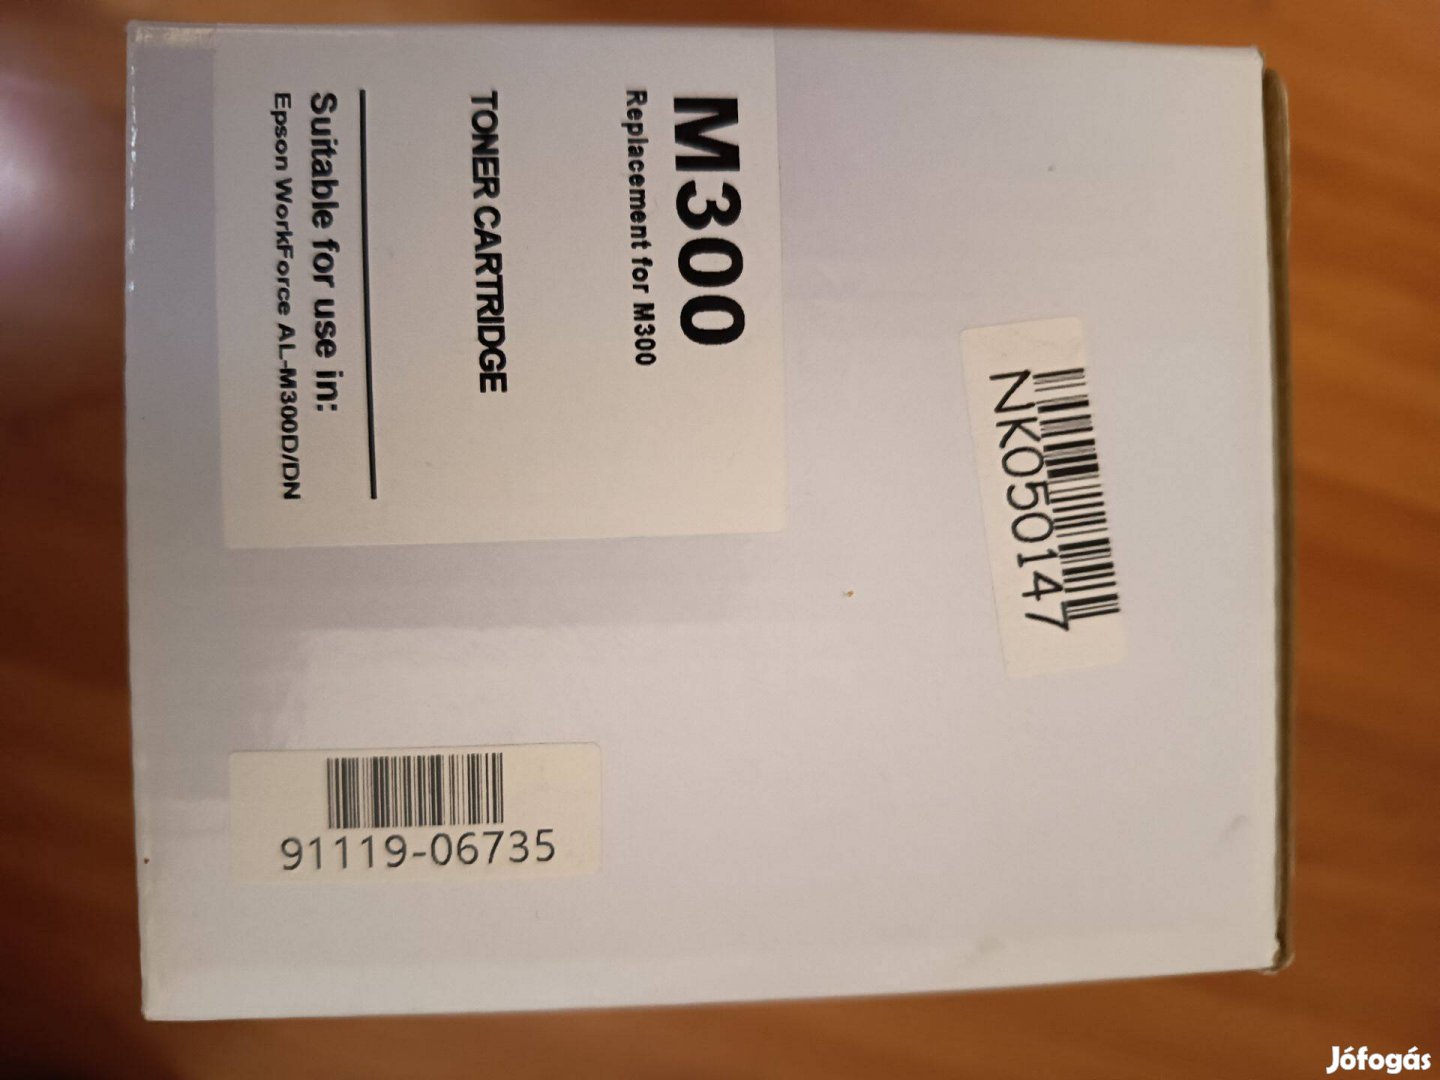 M300
Replacement for M300
TONER CARTRIDGE
Suitable for use in:
Epson WorkForce AL-M300D/DN
NK050147
91119-06735
Jófogás